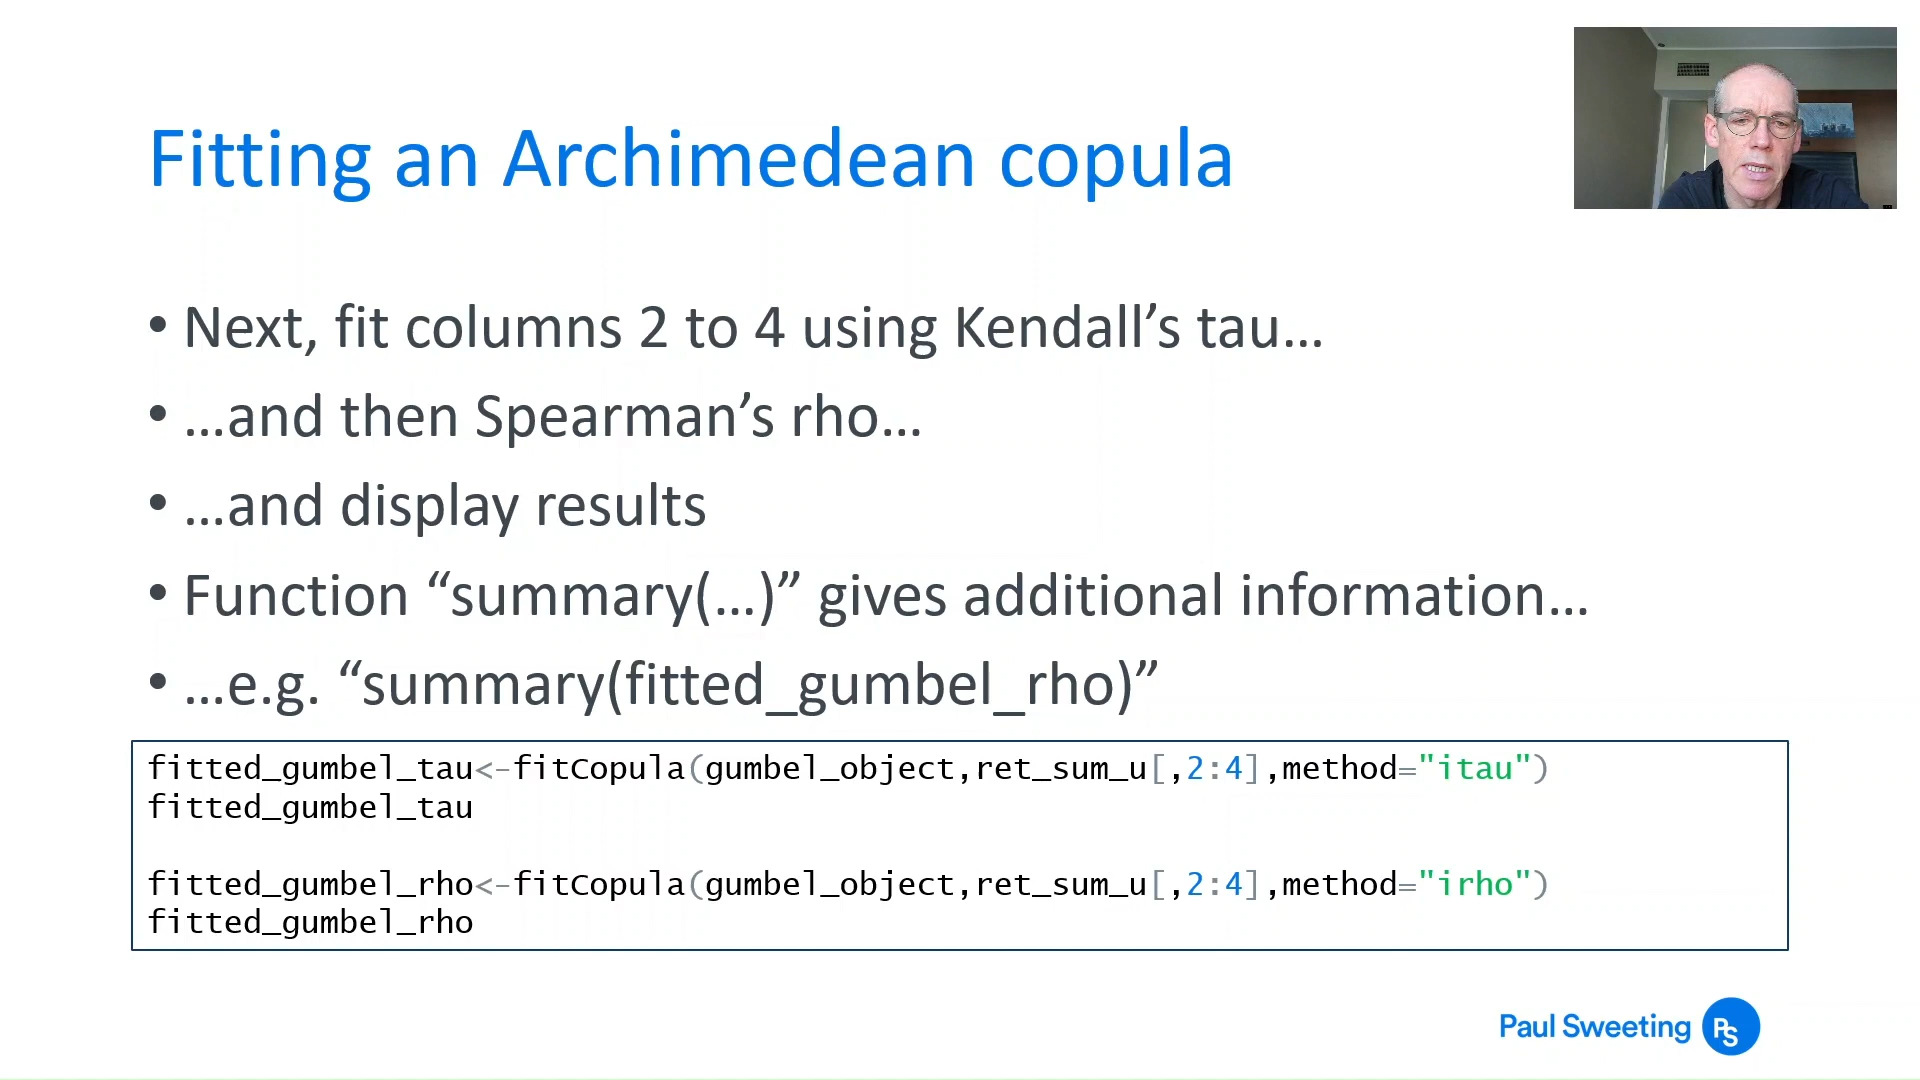 Fitting an Archimedean copula
• Next, fit columns 2 to 4 using Kendall’s tau…
• …and then Spearman’s rho…
• …and display results
• Function “summary(…)” gives additional information…
• …e.g. “summary(fitted_gumbel_rho)”
fitted_gumbel_tau<-fitCopula(gumbel_object,ret_sum_u[,2:4],method="itau")
fitted_gumbel_tau
fitted_gumbel_rho<-fitCopula(gumbel_object,ret_sum_u[,2:4],method="irho")
fitted_gumbel_rho
Paul Sweeting PS